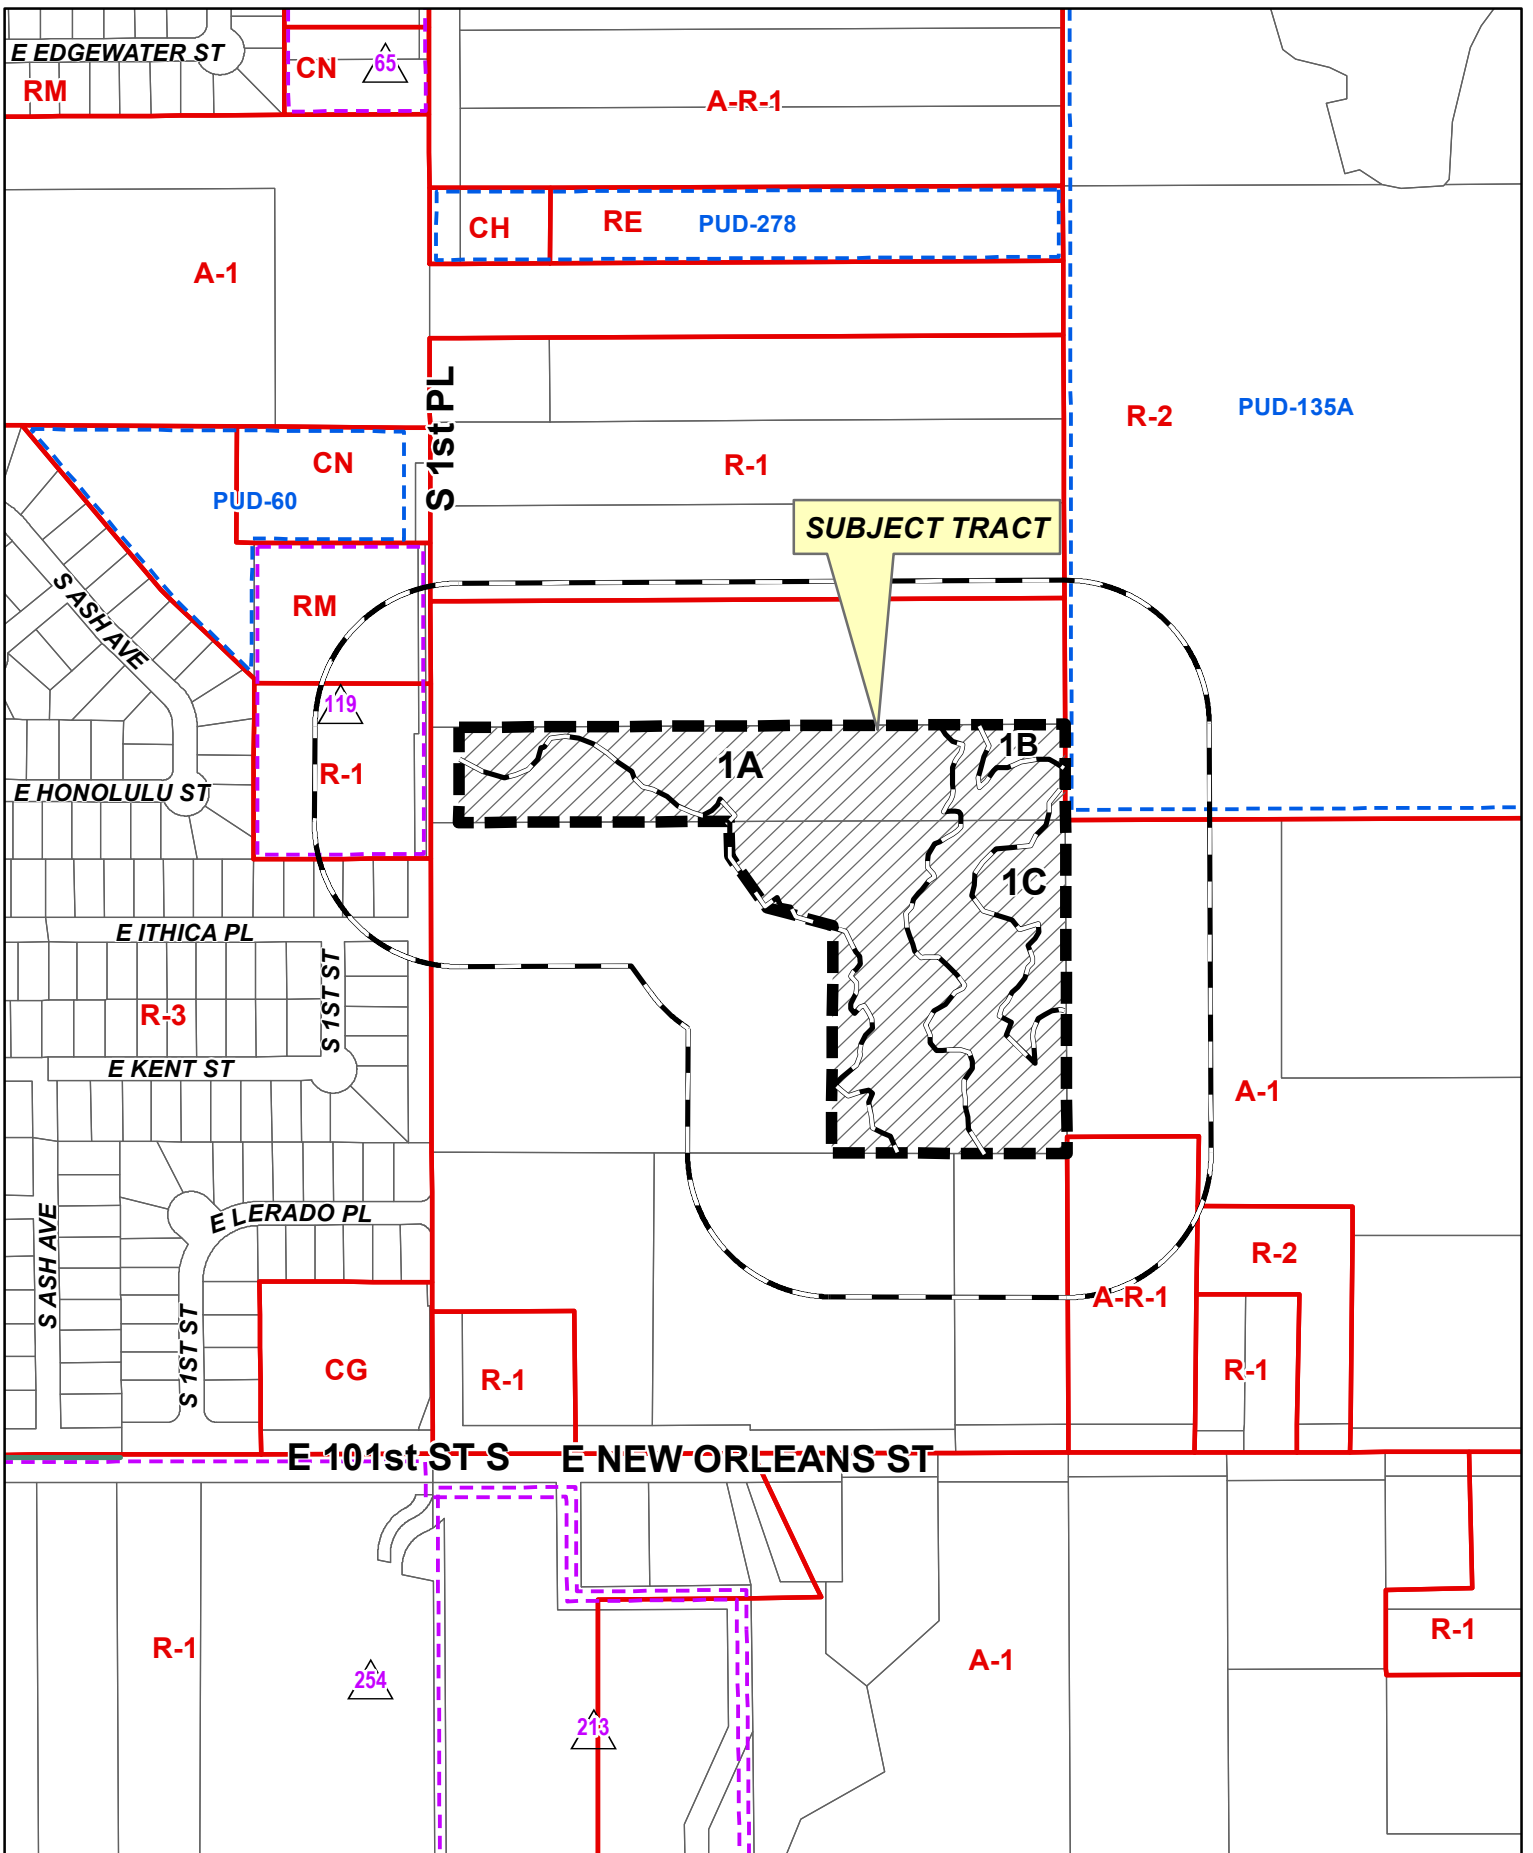 E EDGEWATER ST
RM
CN
65
A-R-1
CH
RE
PUD-278
A-1
S 1st PL
R-2
PUD-135A
CN
PUD-60
R-1
SUBJECT TRACT
S ASH AVE
RM
119
R-1
E HONOLULU ST
1A
1B
1C
E ITHICA PL
S 1ST ST
R-3
E KENT ST
A-1
E LERADO PL
S ASH AVE
S 1ST ST
R-2
A-R-1
CG
R-1
R-1
E 101st ST S
E NEW ORLEANS ST
R-1
254
213
A-1
R-1